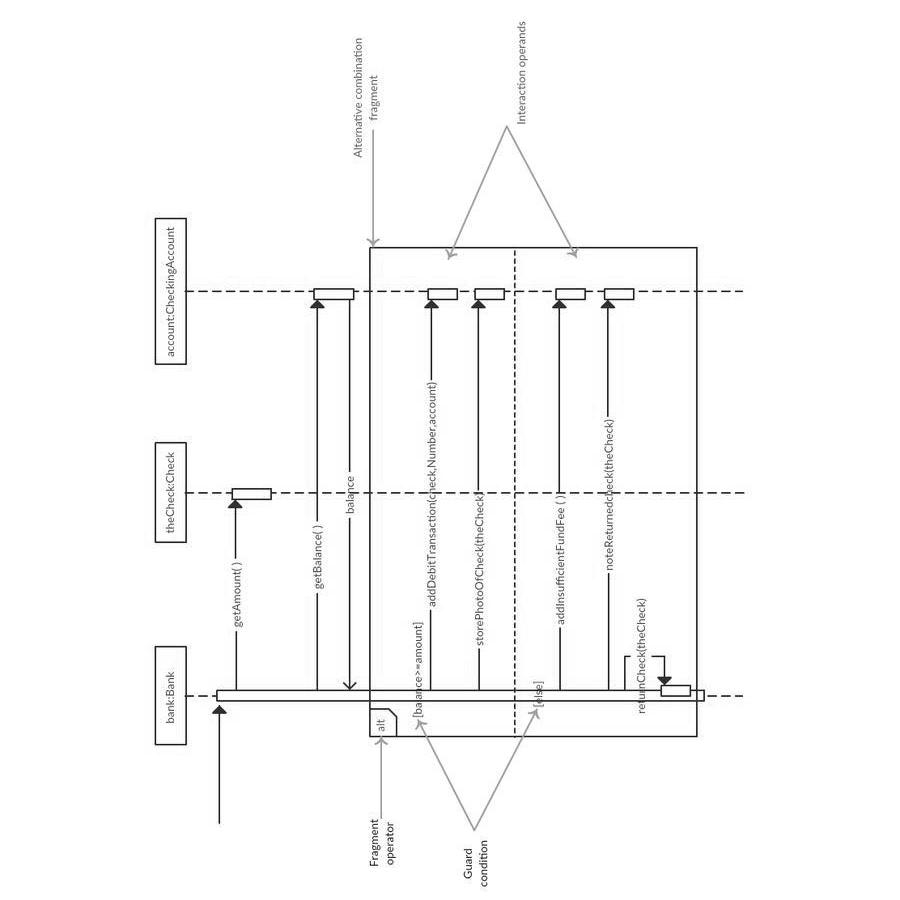 bank:Bank
theCheck:Check
account:CheckingAccount
getAmount( )
getBalance( )
balance
Alternative combination
fragment
Fragment
operator
alt
[balance>=amount]
addDebitTransaction(check,Number,account)
storePhotoOfCheck(theCheck)
Interaction operands
Guard
condition
[else]
addInsufficientFundFee ( )
noteReturnedcheck(theCheck)
returnCheck(theCheck)